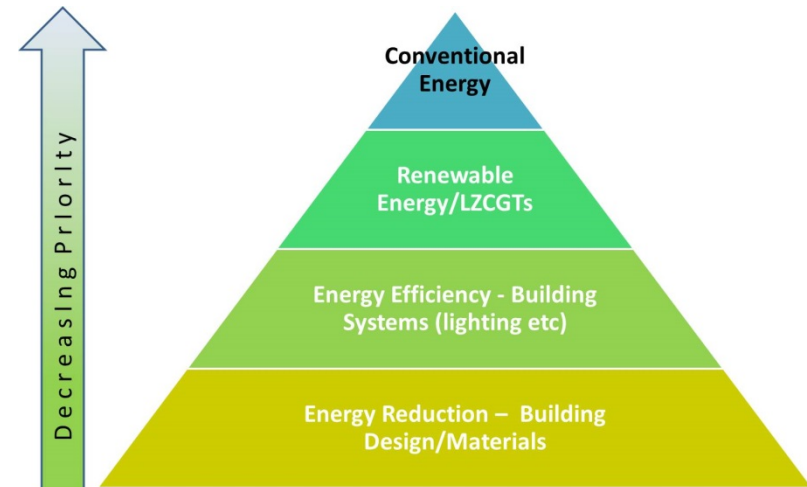 Decreasing Priority
Conventional
Energy
Renewable
Energy/LZCGTs
Energy Efficiency - Building
Systems (lighting etc)
Energy Reduction – Building
Design/Materials